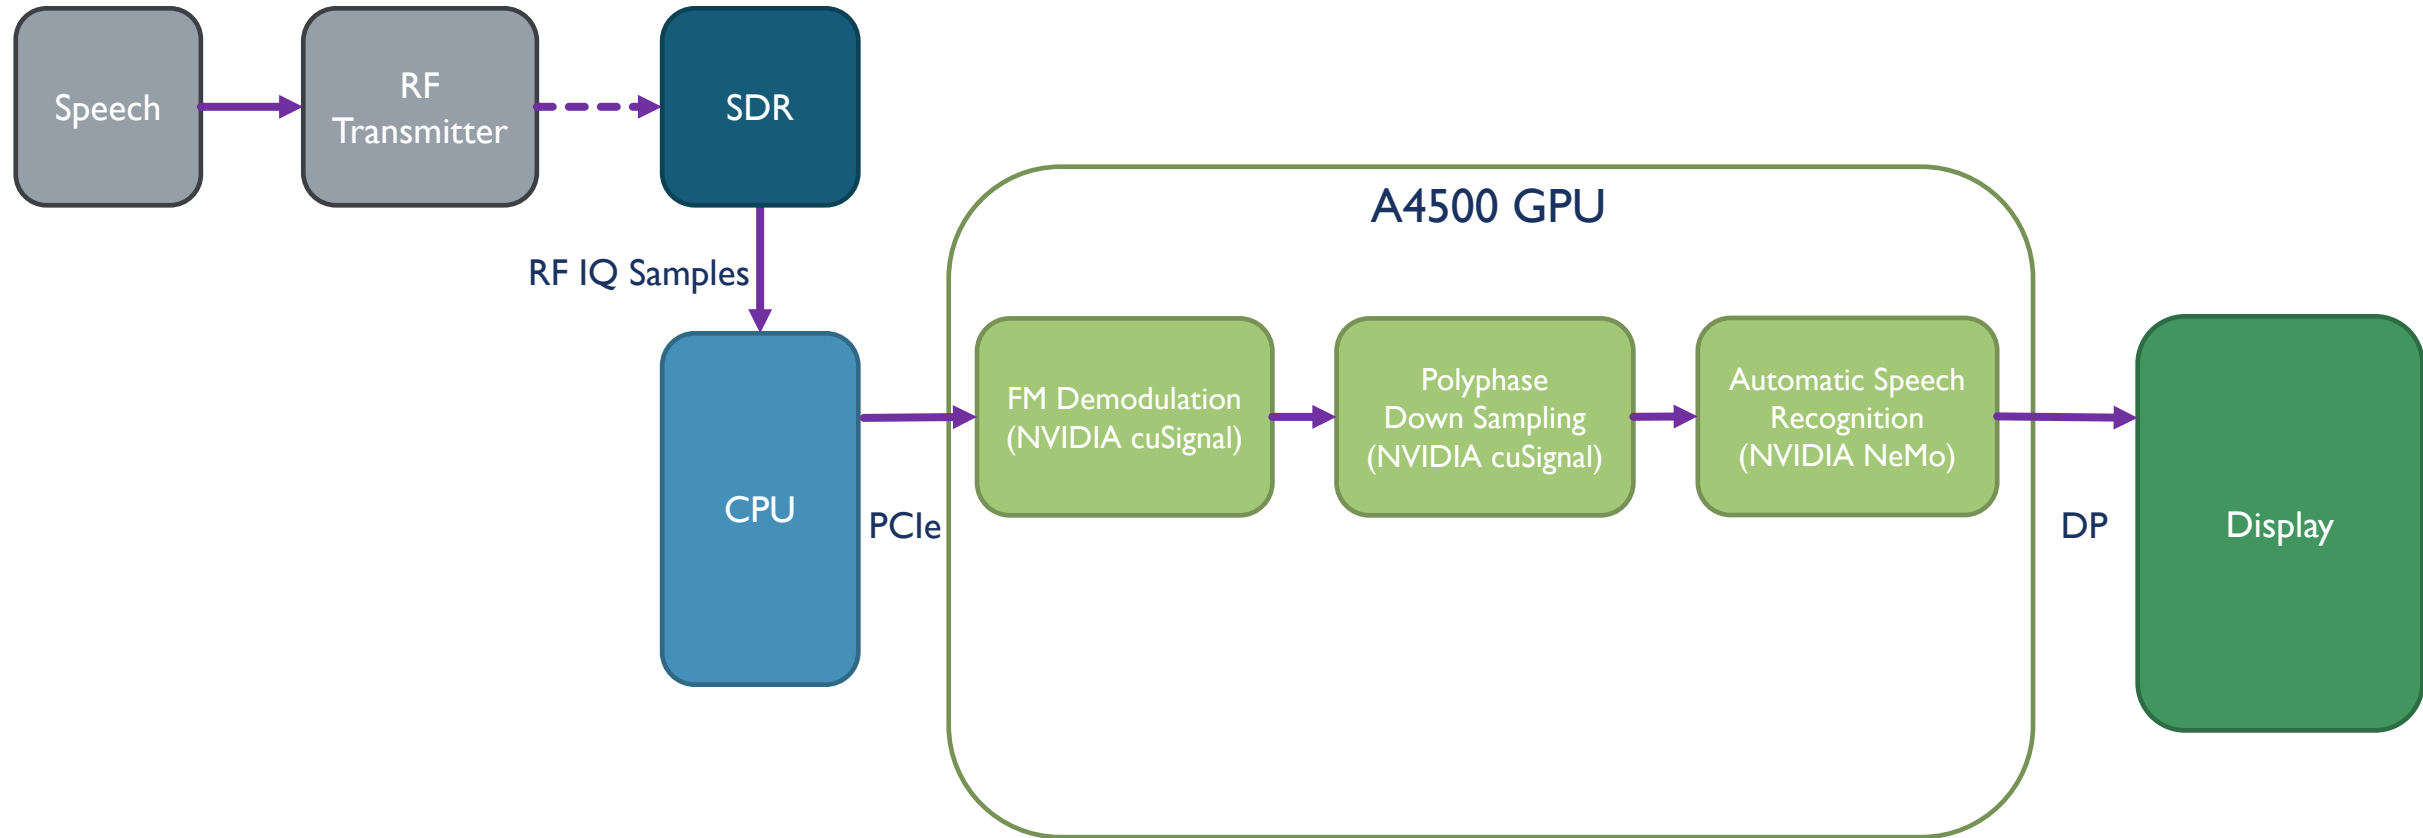 Speech
RF
Transmitter
SDR
RF IQ Samples
CPU
PCIe
A4500 GPU
FM Demodulation
(NVIDIA cuSignal)
Polyphase
Down Sampling
(NVIDIA cuSignal)
Automatic Speech
Recognition
(NVIDIA NeMo)
DP
Display